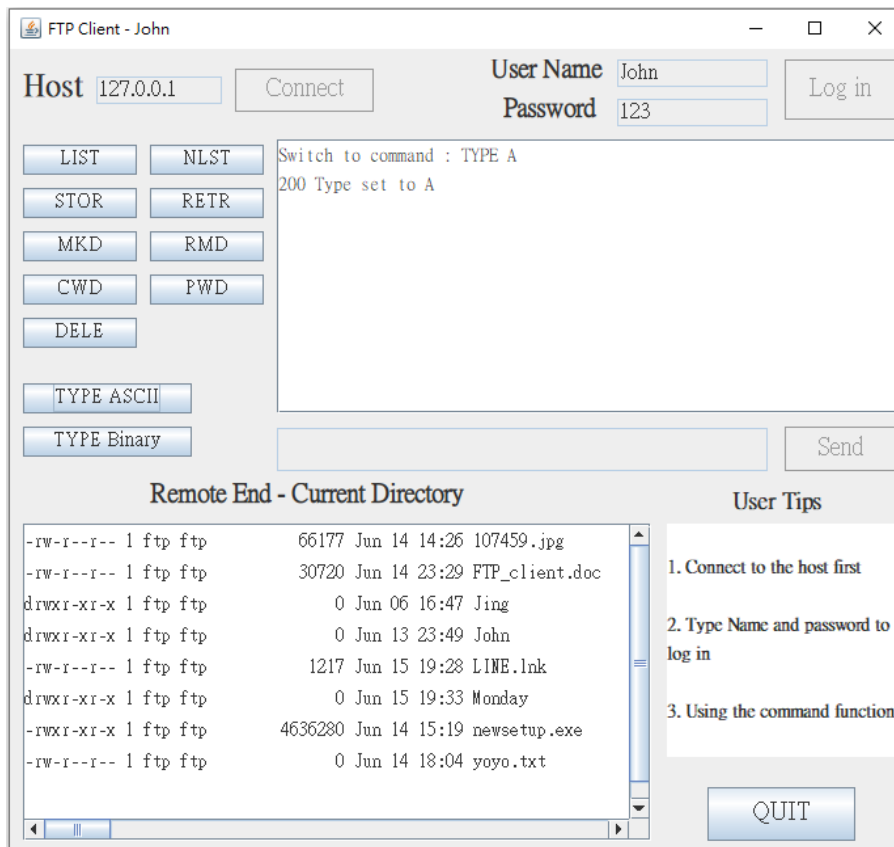 FTP Client - John
Host 127.0.0.1 Connect
User Name John
Password 123
Log in
LIST NLST
STOR RETR
MKD RMD
CWD PWD
DELE
TYPE ASCII
TYPE Binary
Switch to command : TYPE A
200 Type set to A
Send
Remote End - Current Directory
-rw-r--r-- 1 ftp ftp 66177 Jun 14 14:26 107459.jpg
-rw-r--r-- 1 ftp ftp 30720 Jun 14 23:29 FTP_client.doc
drwxr-xr-x 1 ftp ftp 0 Jun 06 16:47 Jing
drwxr-xr-x 1 ftp ftp 0 Jun 13 23:49 John
-rw-r--r-- 1 ftp ftp 1217 Jun 15 19:28 LINE.lnk
drwxr-xr-x 1 ftp ftp 0 Jun 15 19:33 Monday
-rwxr-xr-x 1 ftp ftp 4636280 Jun 14 15:19 newsetup.exe
-rw-r--r-- 1 ftp ftp 0 Jun 14 18:04 yoyo.txt
User Tips
1. Connect to the host first
2. Type Name and password to
log in
3. Using the command function
QUIT